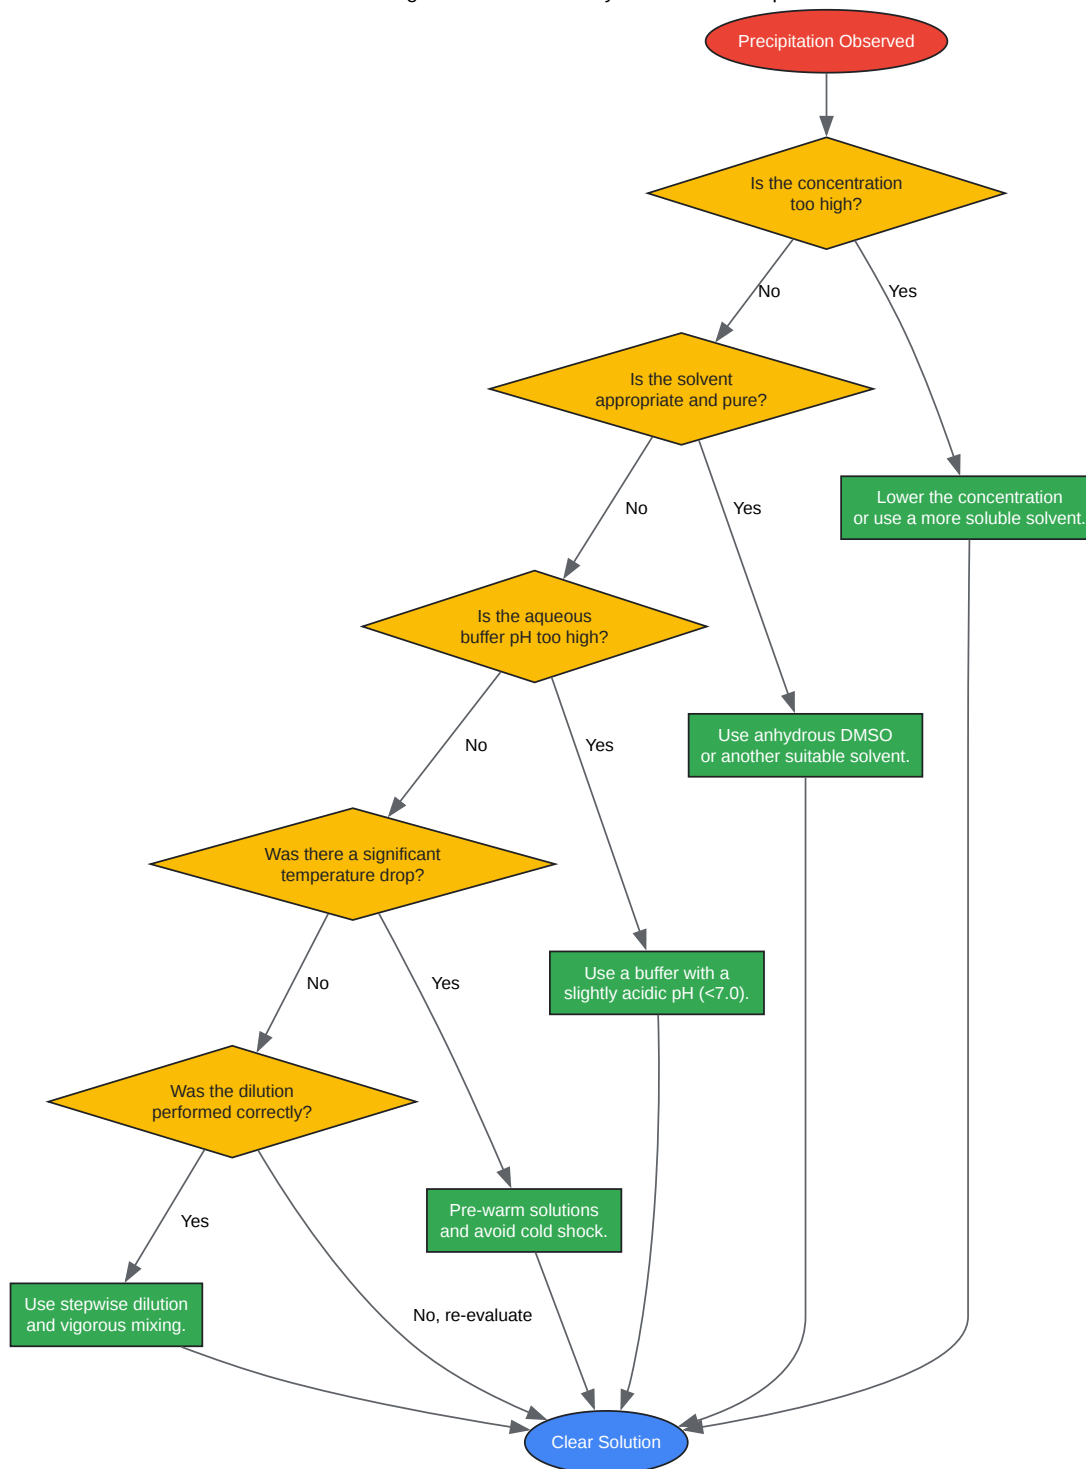 Precipitation Observed
Is the concentration
too high?
No
Yes
Is the solvent
appropriate and pure?
Lower the concentration
or use a more soluble solvent.
No
Yes
Is the aqueous
buffer pH too high?
Use anhydrous DMSO
or another suitable solvent.
No
Yes
Was there a significant
temperature drop?
Use a buffer with a
slightly acidic pH (<7.0).
No
Yes
Was the dilution
performed correctly?
Pre-warm solutions
and avoid cold shock.
Yes
Use stepwise dilution
and vigorous mixing.
No, re-evaluate
Clear Solution